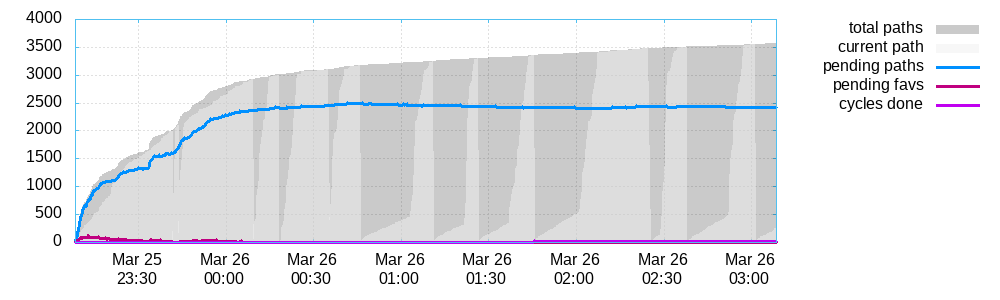 4000
3500
3000
2500
2000
1500
1000
500
0
Mar 25 Mar 26 Mar 26 Mar 26 Mar 26 Mar 26 Mar 26 Mar 26
23:30 00:00 00:30 01:00 01:30 02:00 02:30 03:00
total paths
current path
pending paths
pending favs
cycles done